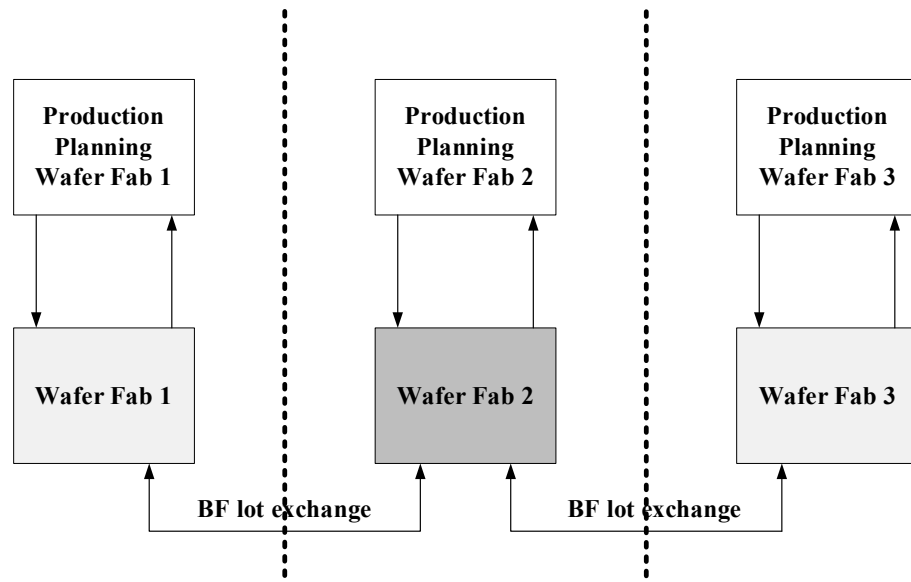 Production
Planning
Wafer Fab 1
Production
Planning
Wafer Fab 2
Production
Planning
Wafer Fab 3
Wafer Fab 1
Wafer Fab 2
Wafer Fab 3
BF lot exchange
BF lot exchange